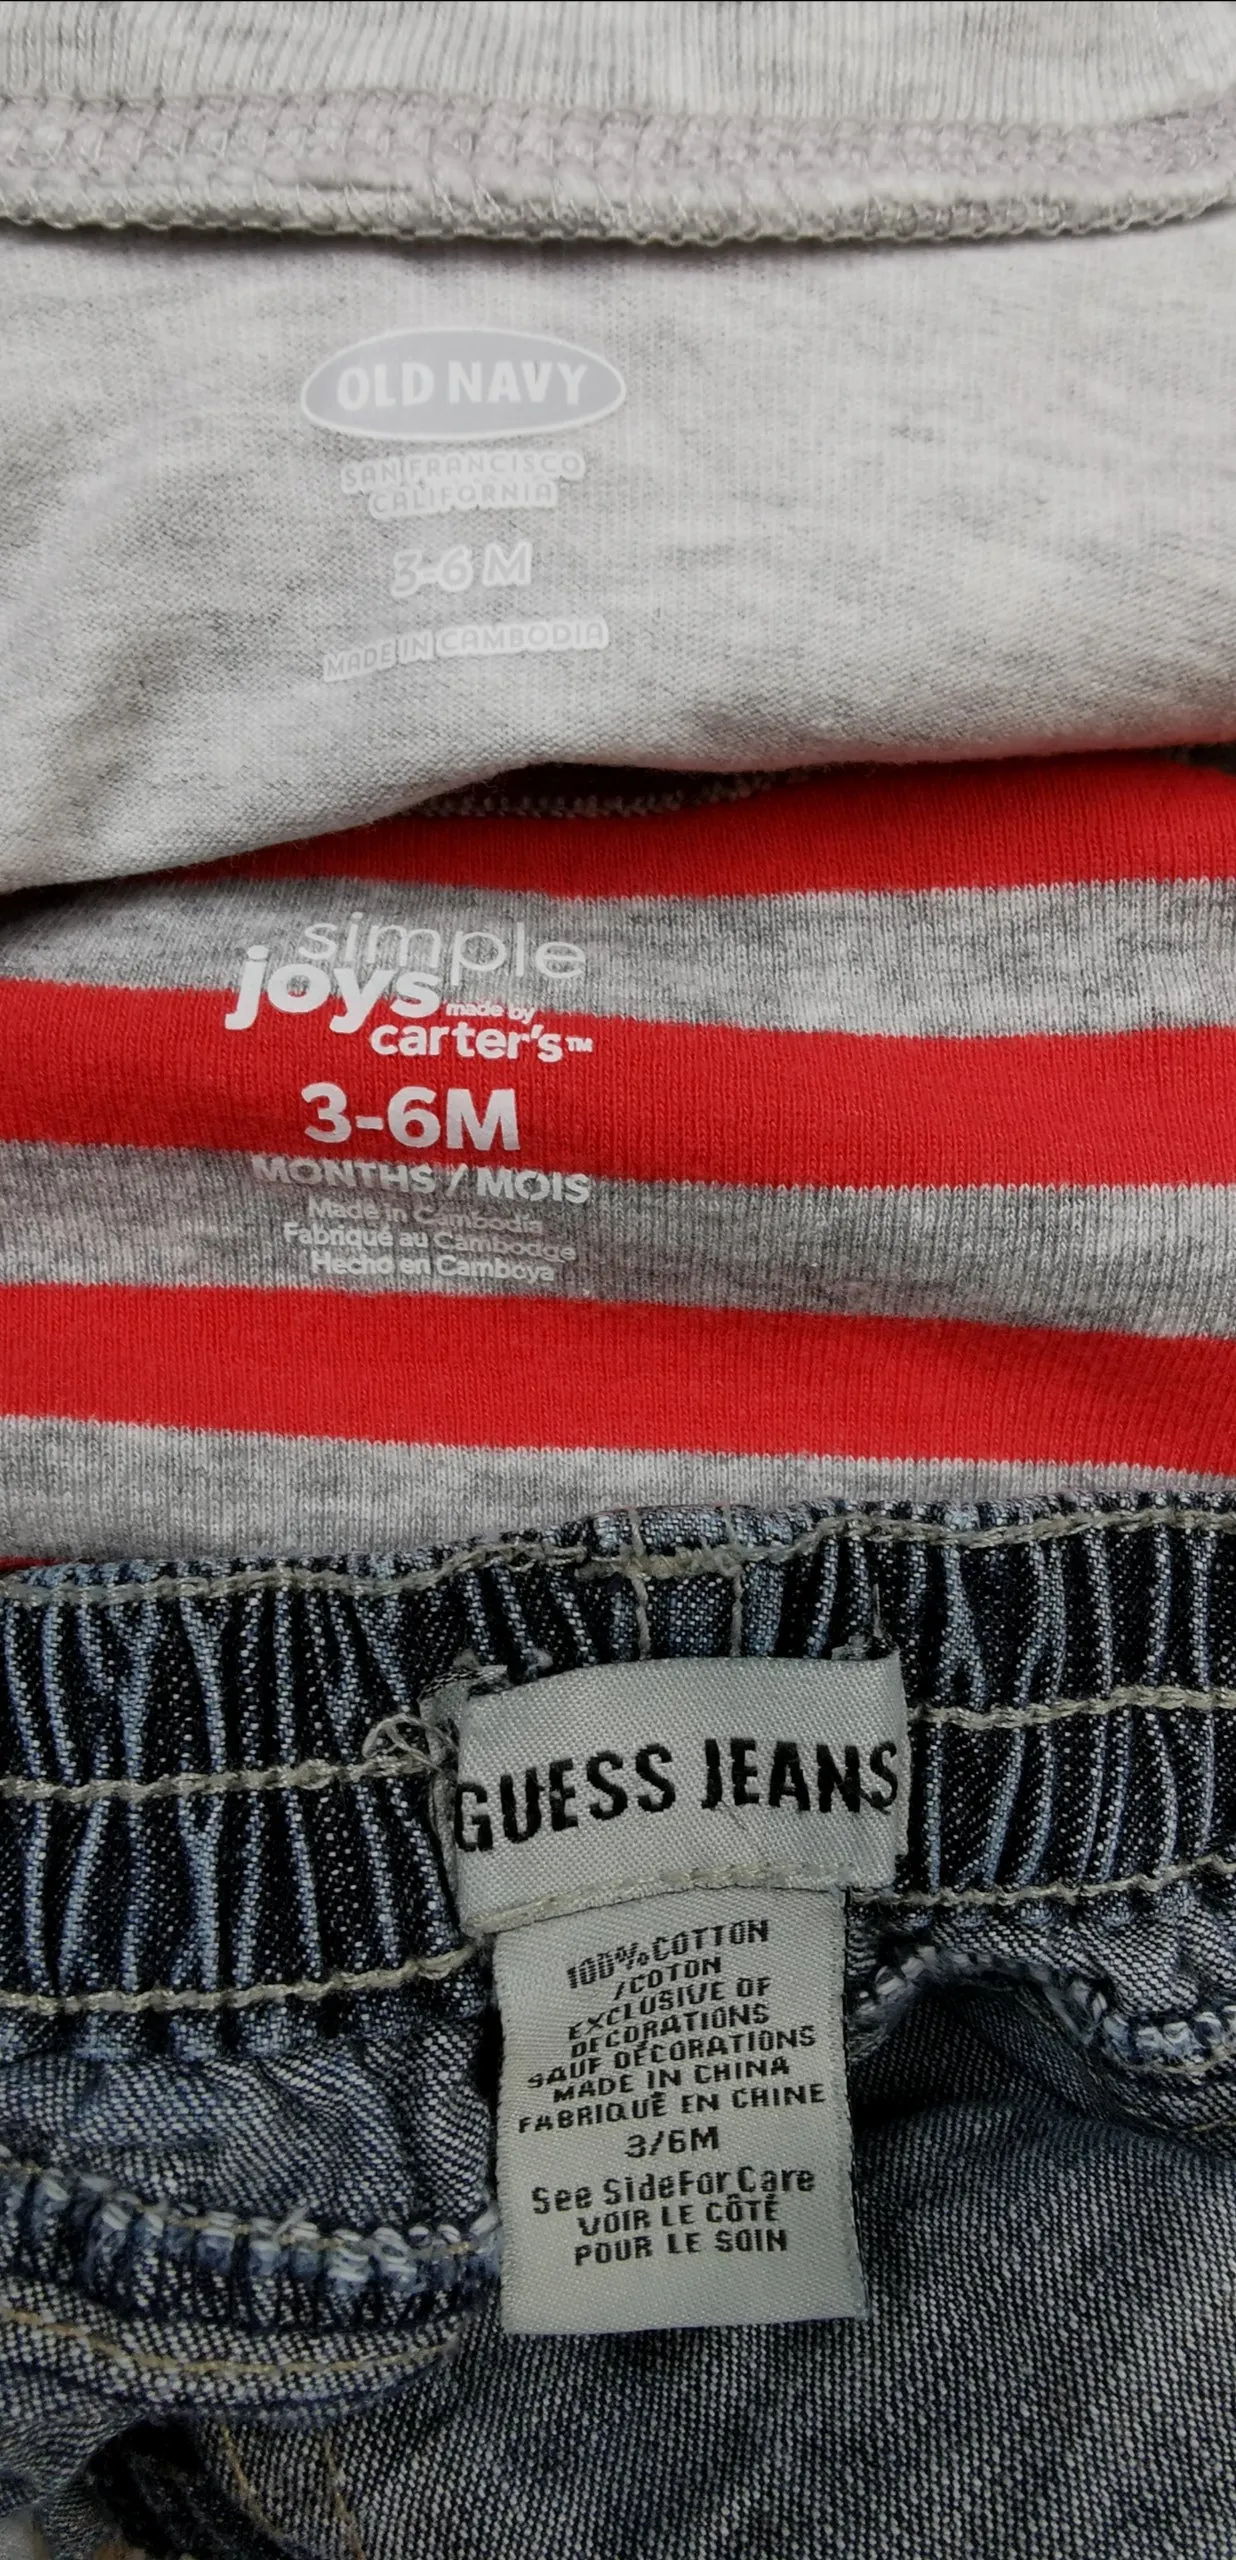 OLD NAVY
SAN FRANCISCO
CALIFORNIA
3-6 M
MADE IN CAMBODIA
simple
joys made by
carter's™
3-6M
MONTHS / MOIS
Made in Cambodia
Fabriqué au Cambodge
Hecho en Camboya
GUESS JEANS
100% COTTON
/COTON
EXCLUSIVE OF
DECORATIONS
SAUF DÉCORATIONS
MADE IN CHINA
FABRIQUÉ EN CHINE
3/6M
See Side For Care
VOIR LE CÔTÉ
POUR LE SOIN